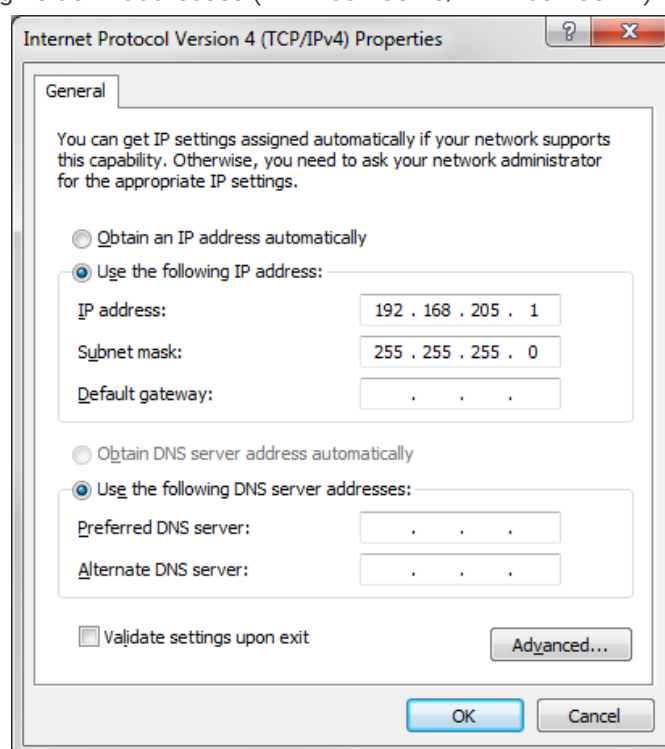 Internet Protocol Version 4 (TCP/IPv4) Properties
General
You can get IP settings assigned automatically if your network supports
this capability. Otherwise, you need to ask your network administrator
for the appropriate IP settings.
Obtain an IP address automatically
Use the following IP address:
IP address: 192 . 168 . 205 . 1
Subnet mask: 255 . 255 . 255 . 0
Default gateway: . . .
Obtain DNS server address automatically
Use the following DNS server addresses:
Preferred DNS server: . . .
Alternate DNS server: . . .
Validate settings upon exit
Advanced...
OK Cancel